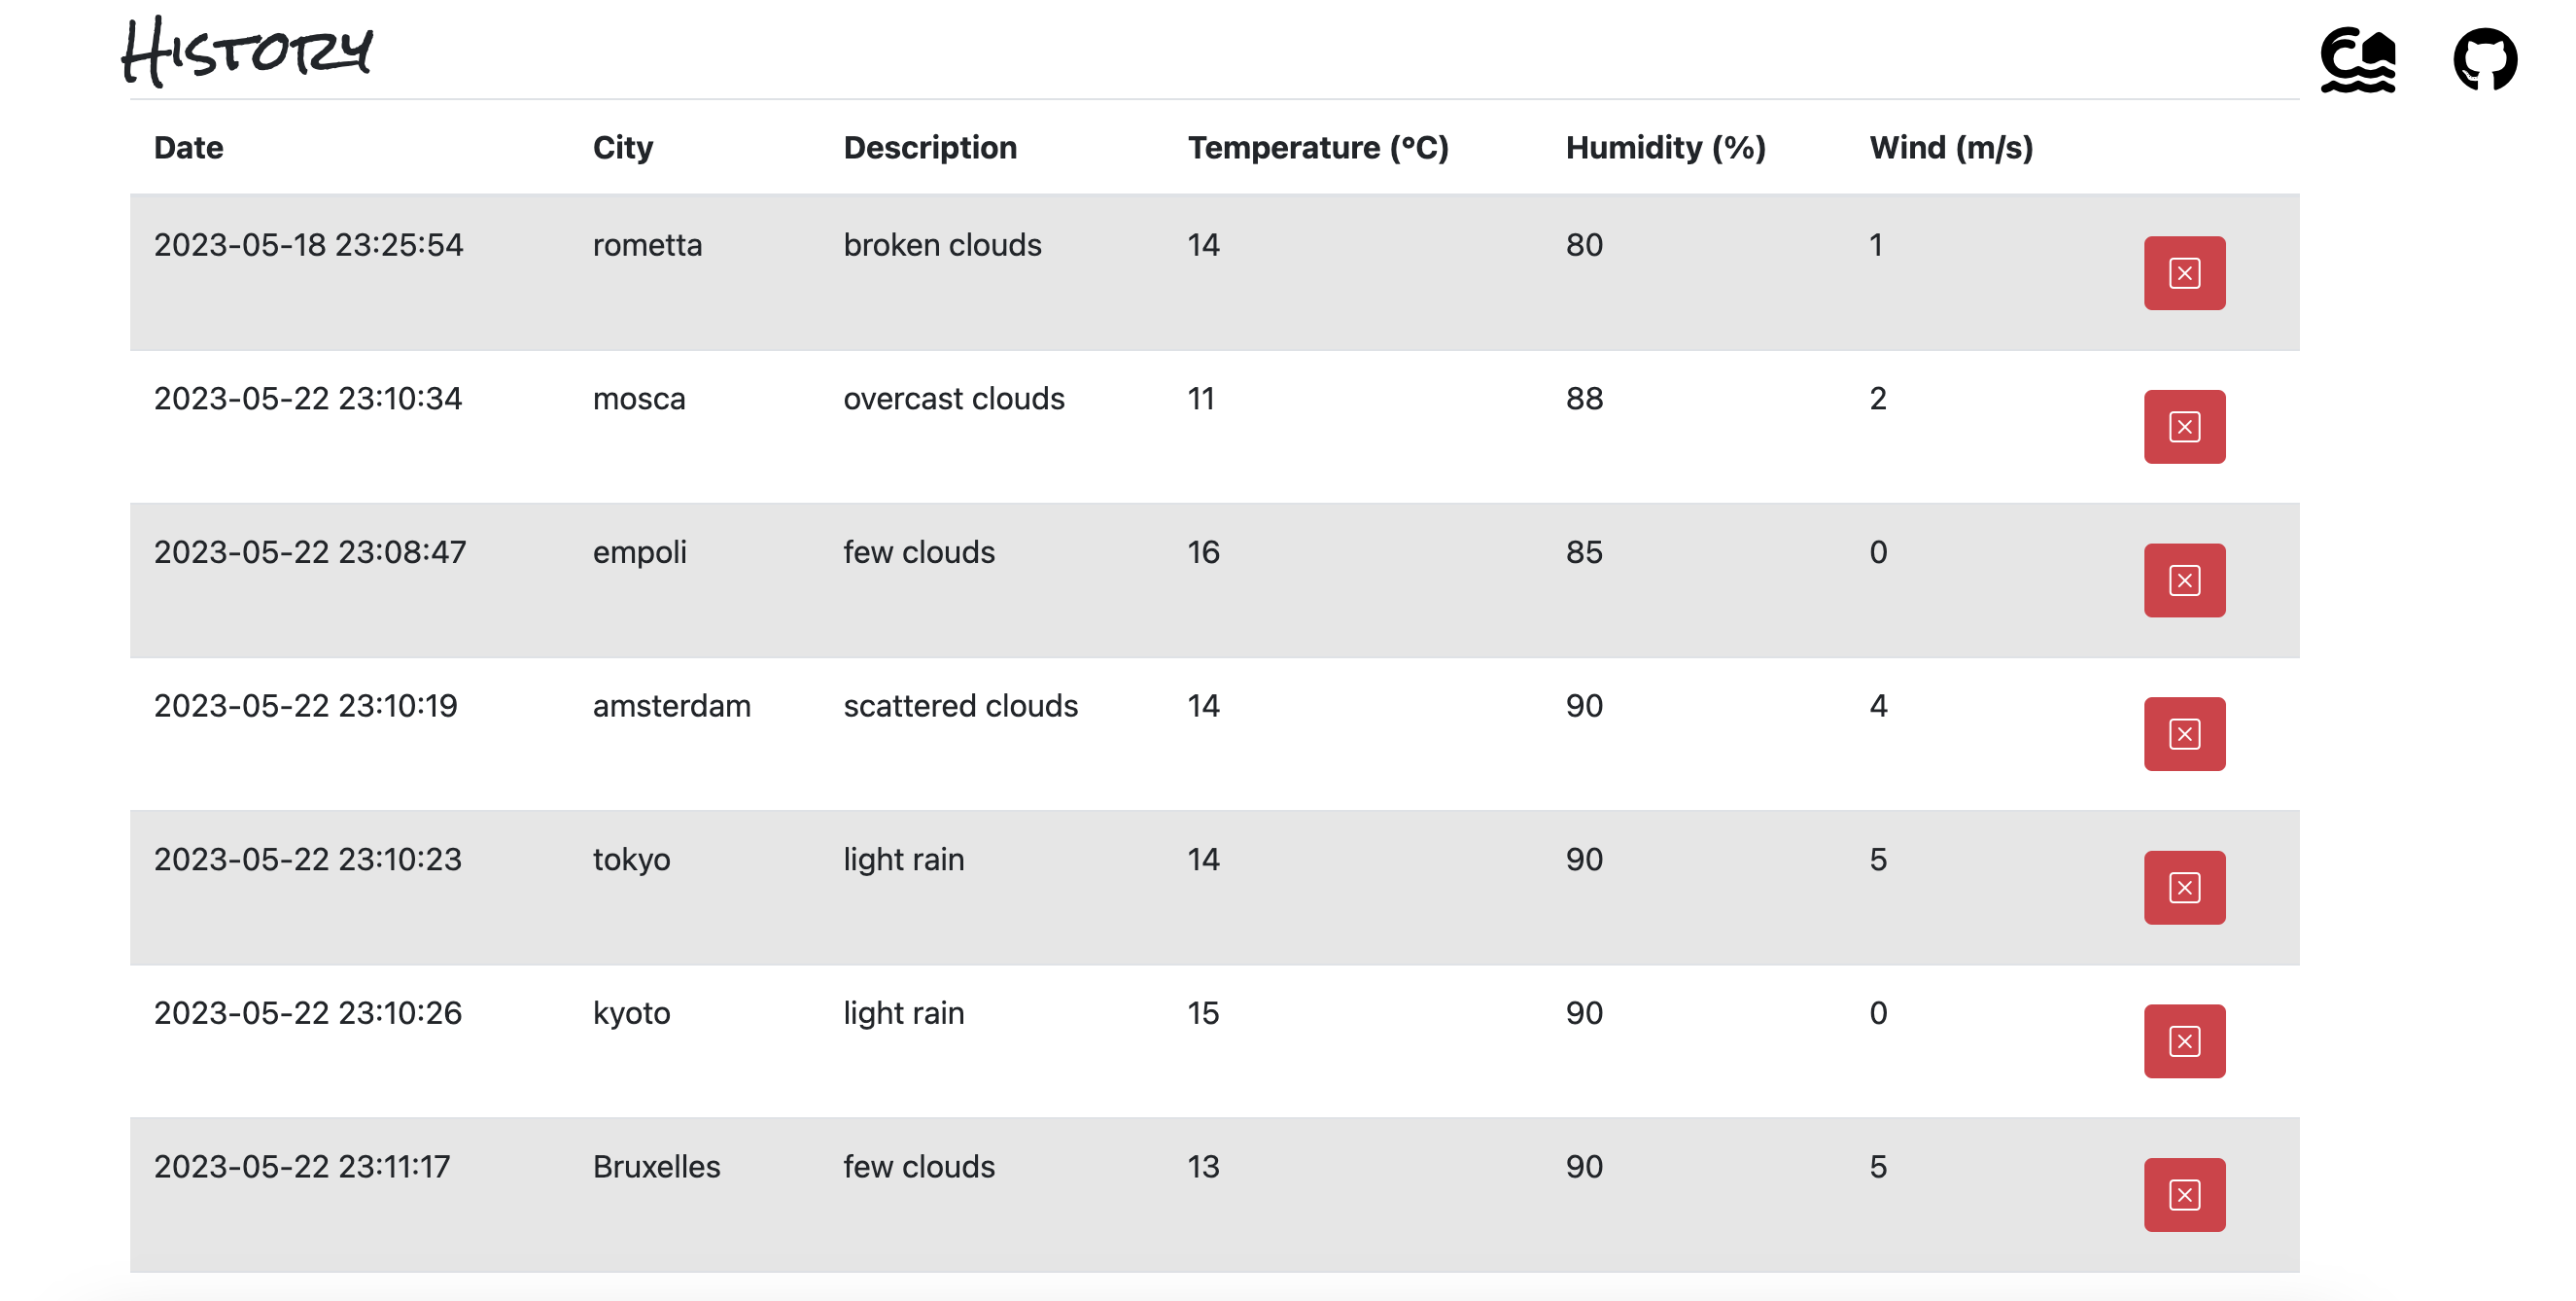 History
Date City Description Temperature (°C) Humidity (%) Wind (m/s)
2023-05-18 23:25:54 rometta broken clouds 14 80 1
2023-05-22 23:10:34 mosca overcast clouds 11 88 2
2023-05-22 23:08:47 empoli few clouds 16 85 0
2023-05-22 23:10:19 amsterdam scattered clouds 14 90 4
2023-05-22 23:10:23 tokyo light rain 14 90 5
2023-05-22 23:10:26 kyoto light rain 15 90 0
2023-05-22 23:11:17 Bruxelles few clouds 13 90 5